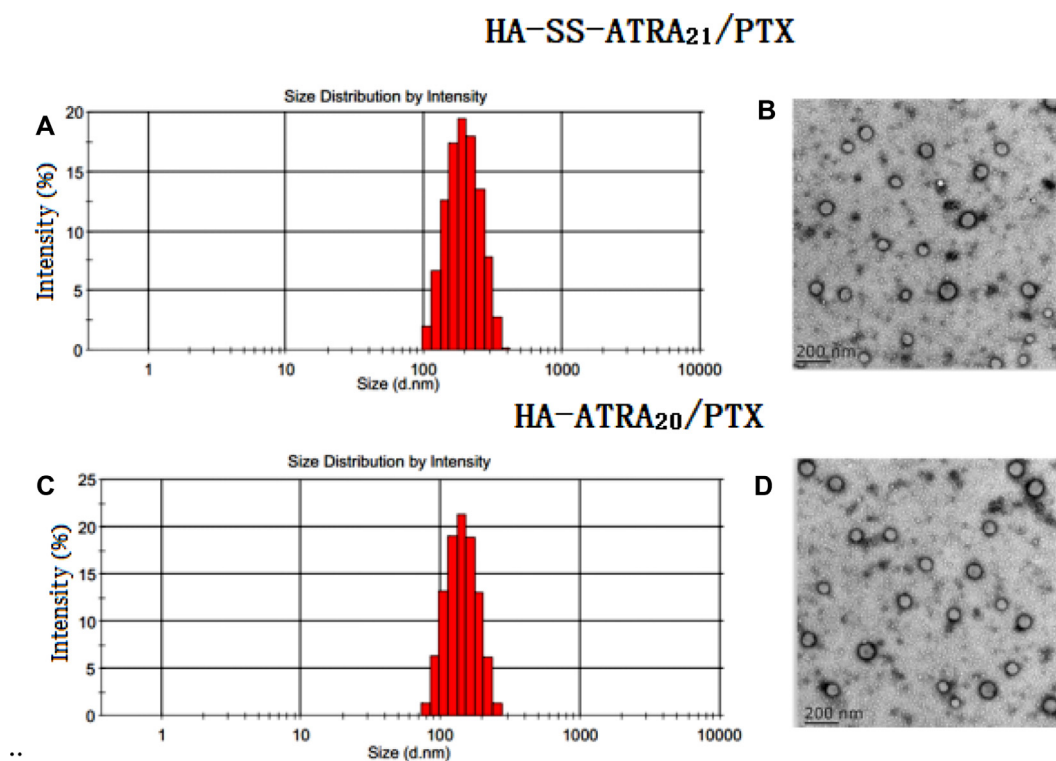 HA-SS-ATRA₂₁/PTX
A
Size Distribution by Intensity
Intensity (%)
20
15
10
5
0
1 10 100 1000 10000
Size (d.nm)
B
200 nm
HA-ATRA₂₀/PTX
C
Size Distribution by Intensity
Intensity (%)
25
20
15
10
5
0
1 10 100 1000 10000
Size (d.nm)
D
200 nm
..